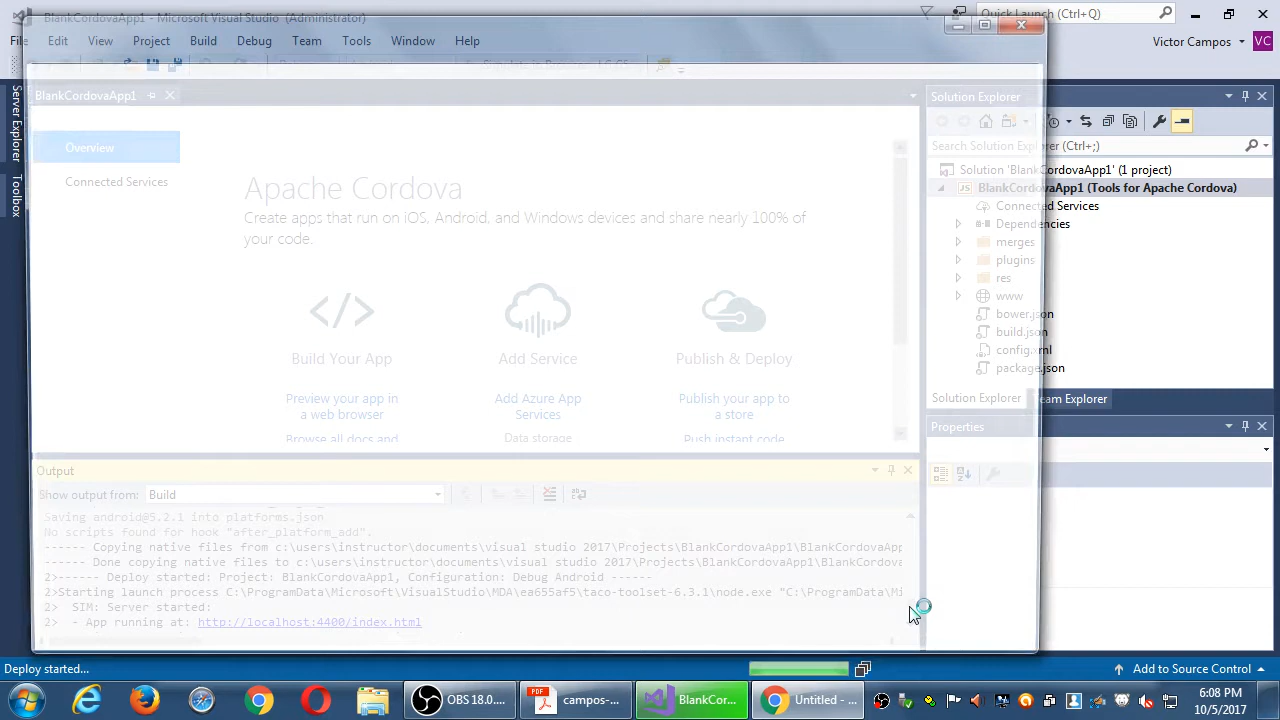 BlankCordovaApp1 - Microsoft Visual Studio (Administrator)
Quick Launch (Ctrl+Q)
File Edit View Project Build Debug Team Tools Window Help
Victor Campos VC
Server Explorer
Toolbox
BlankCordovaApp1
Overview
Connected Services
Apache Cordova
Create apps that run on iOS, Android, and Windows devices and share nearly 100% of
your code.
Build Your App
Add Service
Publish & Deploy
Preview your app in
a web browser
Add Azure App
Services
Publish your app to
a store
Browse all docs and
Data storage
Push instant code
Solution Explorer
Search Solution Explorer (Ctrl+;)
Solution 'BlankCordovaApp1' (1 project)
BlankCordovaApp1 (Tools for Apache Cordova)
Connected Services
Dependencies
merges
plugins
res
www
bower.json
build.json
config.xml
package.json
Solution Explorer Team Explorer
Properties
Output
Show output from: Build
Saving android@5.2.1 into platforms.json
No scripts found for hook "after_platform_add".
------ Copying native files from c:\users\instructor\documents\visual studio 2017\Projects\BlankCordovaApp1\BlankCordovaApp
------ Done copying native files to c:\users\instructor\documents\visual studio 2017\Projects\BlankCordovaApp1\BlankCordova
2>------ Deploy started: Project: BlankCordovaApp1, Configuration: Debug Android ------
2>Starting launch process C:\ProgramData\Microsoft\VisualStudio\MDA\ea655af5\taco-toolset-6.3.1\node.exe "C:\ProgramData\Mi
2> SIM: Server started:
2> - App running at: http://localhost:4400/index.html
Deploy started...
Add to Source Control
OBS 18.0....
campos-...
BlankCor...
Untitled - ...
6:08 PM
10/5/2017